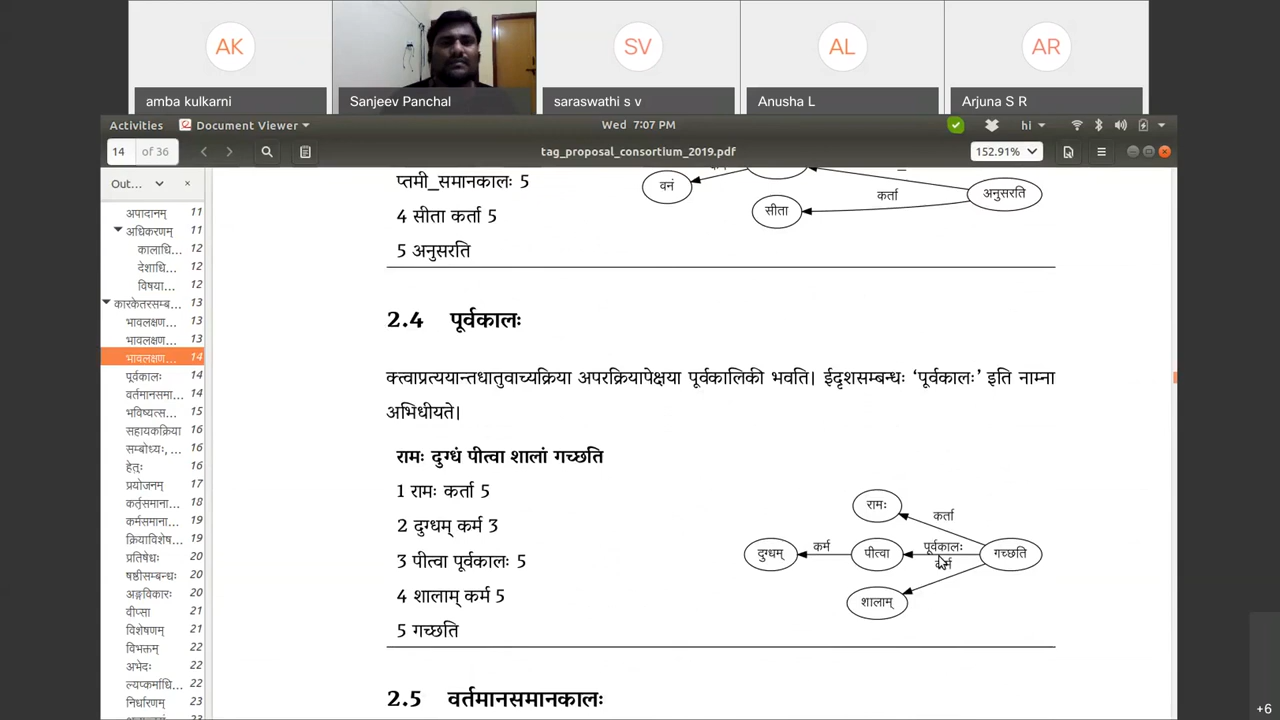 AK
SV
AL
AR
amba kulkarni
Sanjeev Panchal
saraswathi s v
Anusha L
Arjuna S R
Activities
Document Viewer
Wed 7:07 PM
hi
14 of 36
tag_proposal_consortium_2019.pdf
152.91%
Out...
अपादानम् 11
अधिकरणम् 11
कालाधि... 12
देशाधि... 12
विषया... 12
कारकेतरसम्ब... 13
भावलक्षण... 13
भावलक्षण... 13
भावलक्षण... 14
पूर्वकालः 14
वर्तमानसमा... 14
भविष्यत्स... 15
सहायकक्रिया 16
सम्बोध्यः, ... 16
हेतुः 16
प्रयोजनम् 17
कर्तृसमाना... 18
कर्मसमाना... 19
क्रियाविशेष... 19
प्रतिषेधः 20
षष्ठीसम्बन्धः 20
अङ्गविकारः 20
वीप्सा 21
विशेषणम् 21
विभक्तम् 22
अभेदः 22
ल्यप्कर्माधि... 22
निर्धारणम् 23
प्तमी_समानकालः 5
4 सीता कर्ता 5
5 अनुसरति
वनं
सीता
कर्ता
अनुसरति
2.4 पूर्वकालः
क्त्वाप्रत्ययान्तधातुवाच्यक्रिया अपरक्रियापेक्षया पूर्वकालिकी भवति। ईदृशसम्बन्धः ‘पूर्वकालः’ इति नाम्ना
अभिधीयते।
रामः दुग्धं पीत्वा शालां गच्छति
1 रामः कर्ता 5
2 दुग्धम् कर्म 3
3 पीत्वा पूर्वकालः 5
4 शालाम् कर्म 5
5 गच्छति
रामः
कर्ता
दुग्धम्
कर्म
पीत्वा
पूर्वकालः
गच्छति
कर्म
शालाम्
2.5 वर्तमानसमानकालः
+6